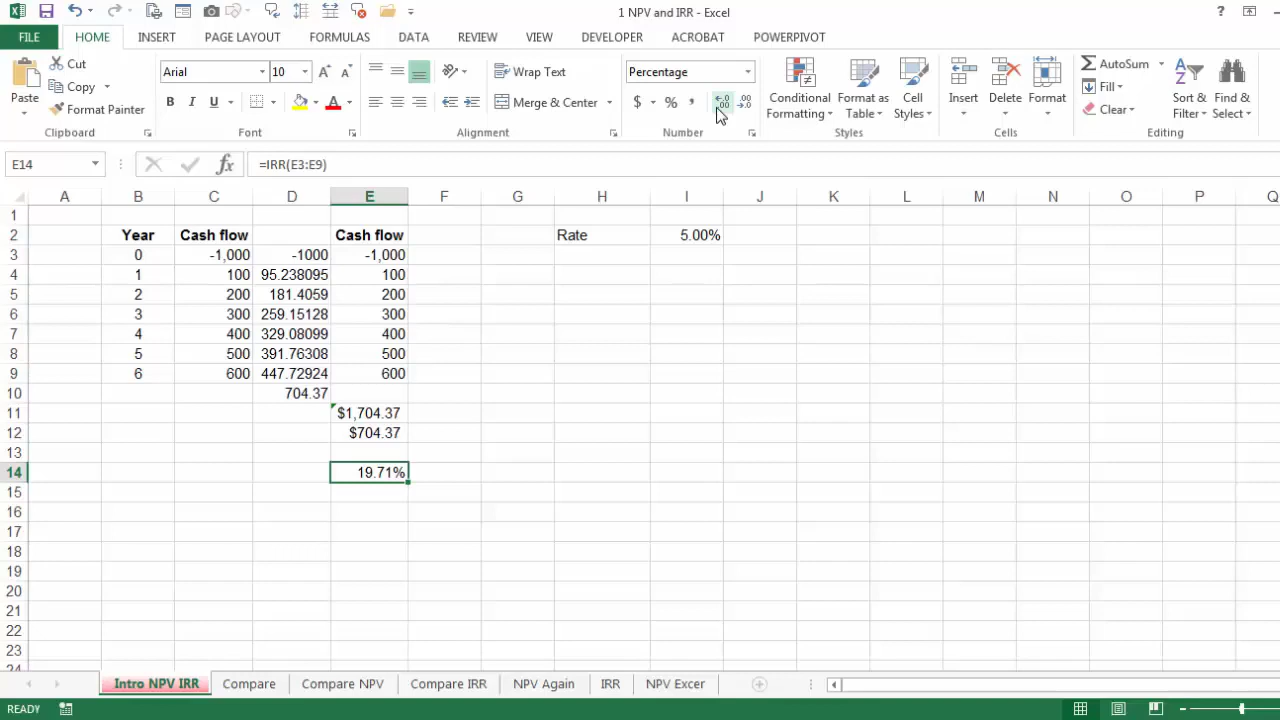 1 NPV and IRR - Excel
FILE HOME INSERT PAGE LAYOUT FORMULAS DATA REVIEW VIEW DEVELOPER ACROBAT POWERPIVOT
Paste
Cut
Copy
Format Painter
Clipboard
Arial 10
B I U
Font
Wrap Text
Merge & Center
Alignment
Percentage
$ % ,
Number
Conditional Formatting
Format as Table
Cell Styles
Styles
Insert Delete Format
Cells
AutoSum
Fill
Clear
Sort & Filter
Find & Select
Editing
E14 fx =IRR(E3:E9)
A B C D E F G H I J K L M N O P Q
1
2 Year Cash flow Cash flow Rate 5.00%
3 0 -1,000 -1000 -1,000
4 1 100 95.238095 100
5 2 200 181.4059 200
6 3 300 259.15128 300
7 4 400 329.08099 400
8 5 500 391.76308 500
9 6 600 447.72924 600
10 704.37
11 $1,704.37
12 $704.37
13
14 19.71%
15
16
17
18
19
20
21
22
23
24
Intro NPV IRR Compare Compare NPV Compare IRR NPV Again IRR NPV Excer
READY